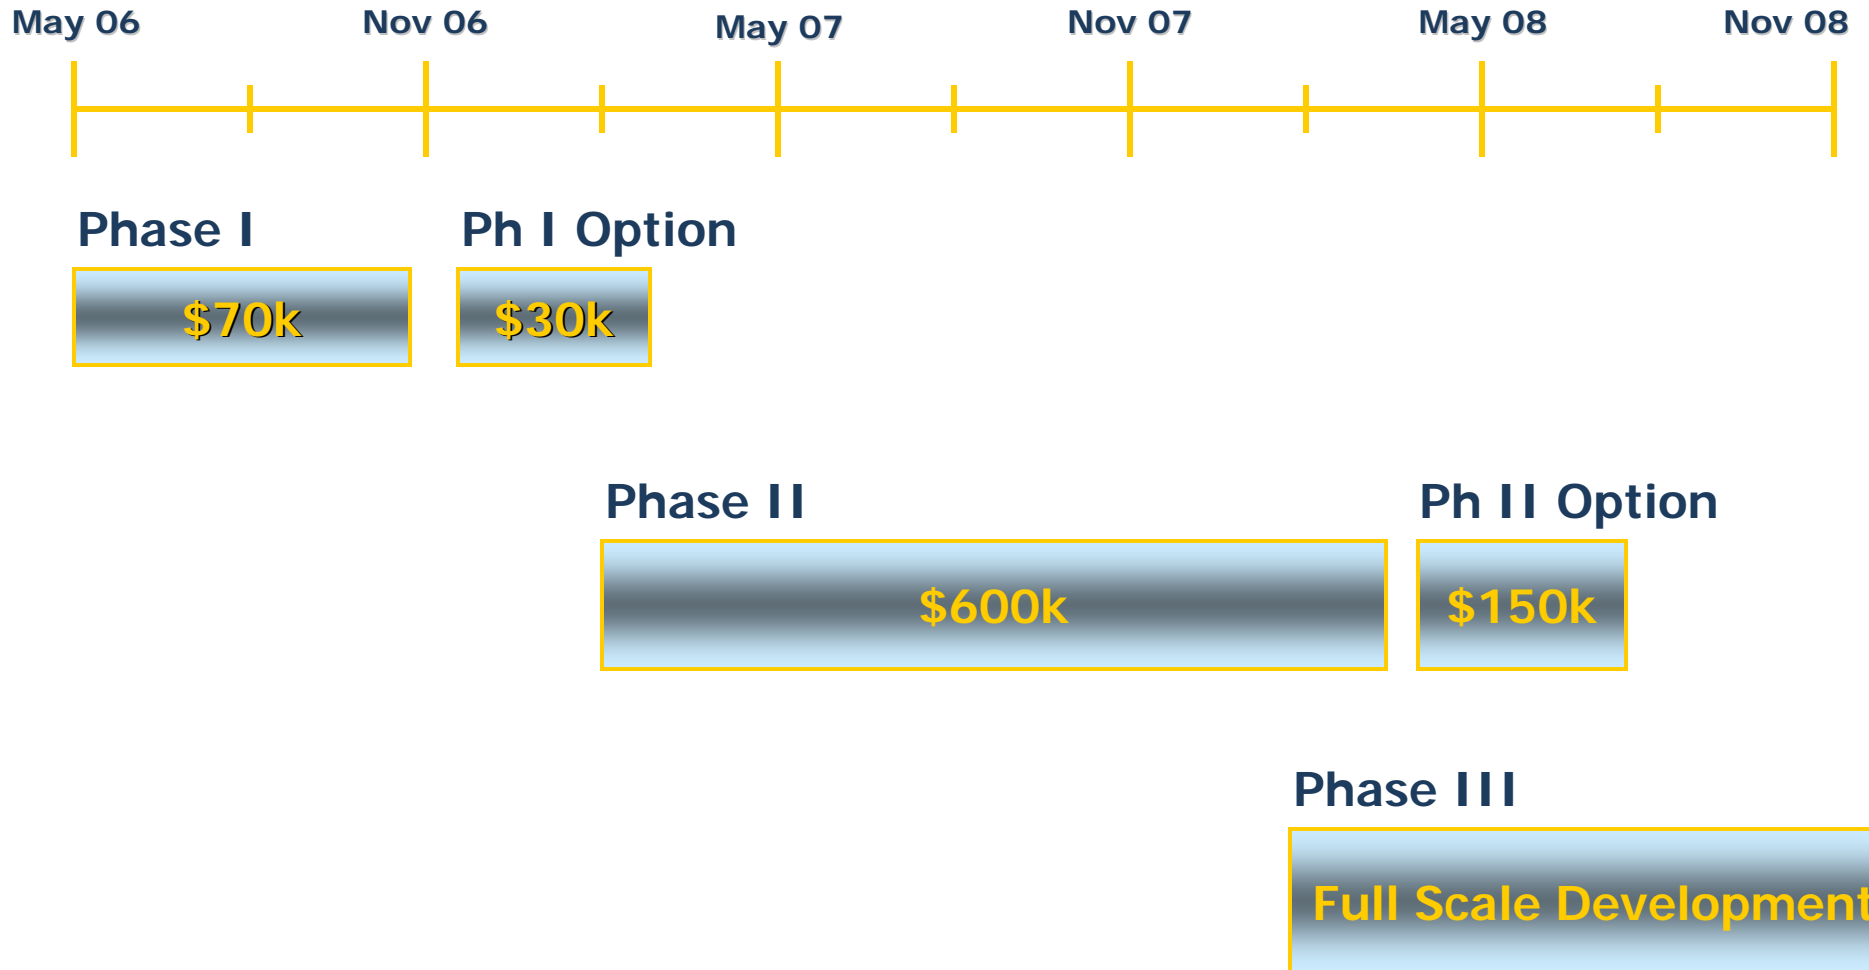 May 06 Nov 06 May 07 Nov 07 May 08 Nov 08
Phase I Ph I Option
$70k $30k
Phase II Ph II Option
$600k $150k
Phase III
Full Scale Development